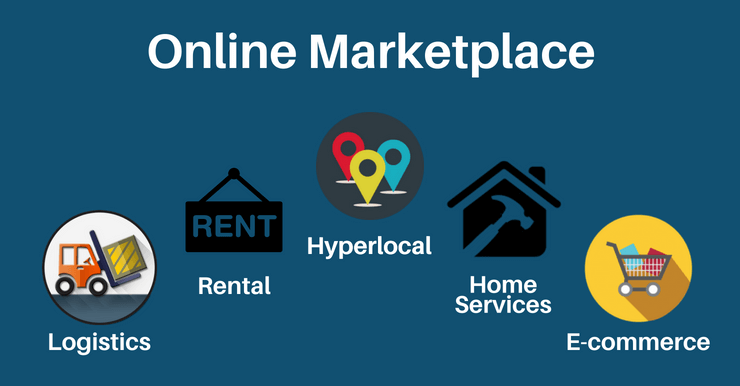 Online Marketplace
RENT
Hyperlocal
Rental
Home
Services
Logistics
E-commerce